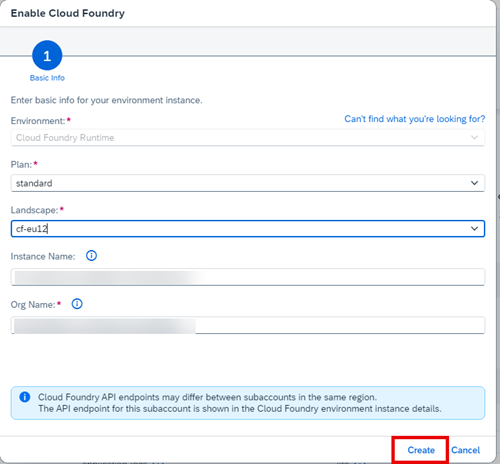 Enable Cloud Foundry
1
Basic Info
Enter basic info for your environment instance.
Environment:*
Can't find what you're looking for?
Cloud Foundry Runtime
Plan:*
standard
Landscape:*
cf-eu12
Instance Name:
Org Name:*
Cloud Foundry API endpoints may differ between subaccounts in the same region.
The API endpoint for this subaccount is shown in the Cloud Foundry environment instance details.
Create
Cancel